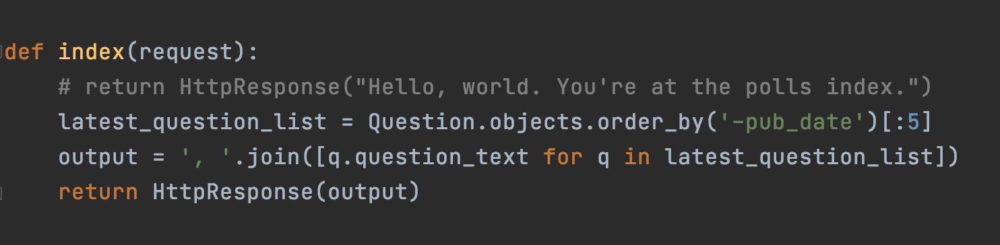 def index(request):
    # return HttpResponse("Hello, world. You're at the polls index.")
    latest_question_list = Question.objects.order_by('-pub_date')[:5]
    output = ', '.join([q.question_text for q in latest_question_list])
    return HttpResponse(output)